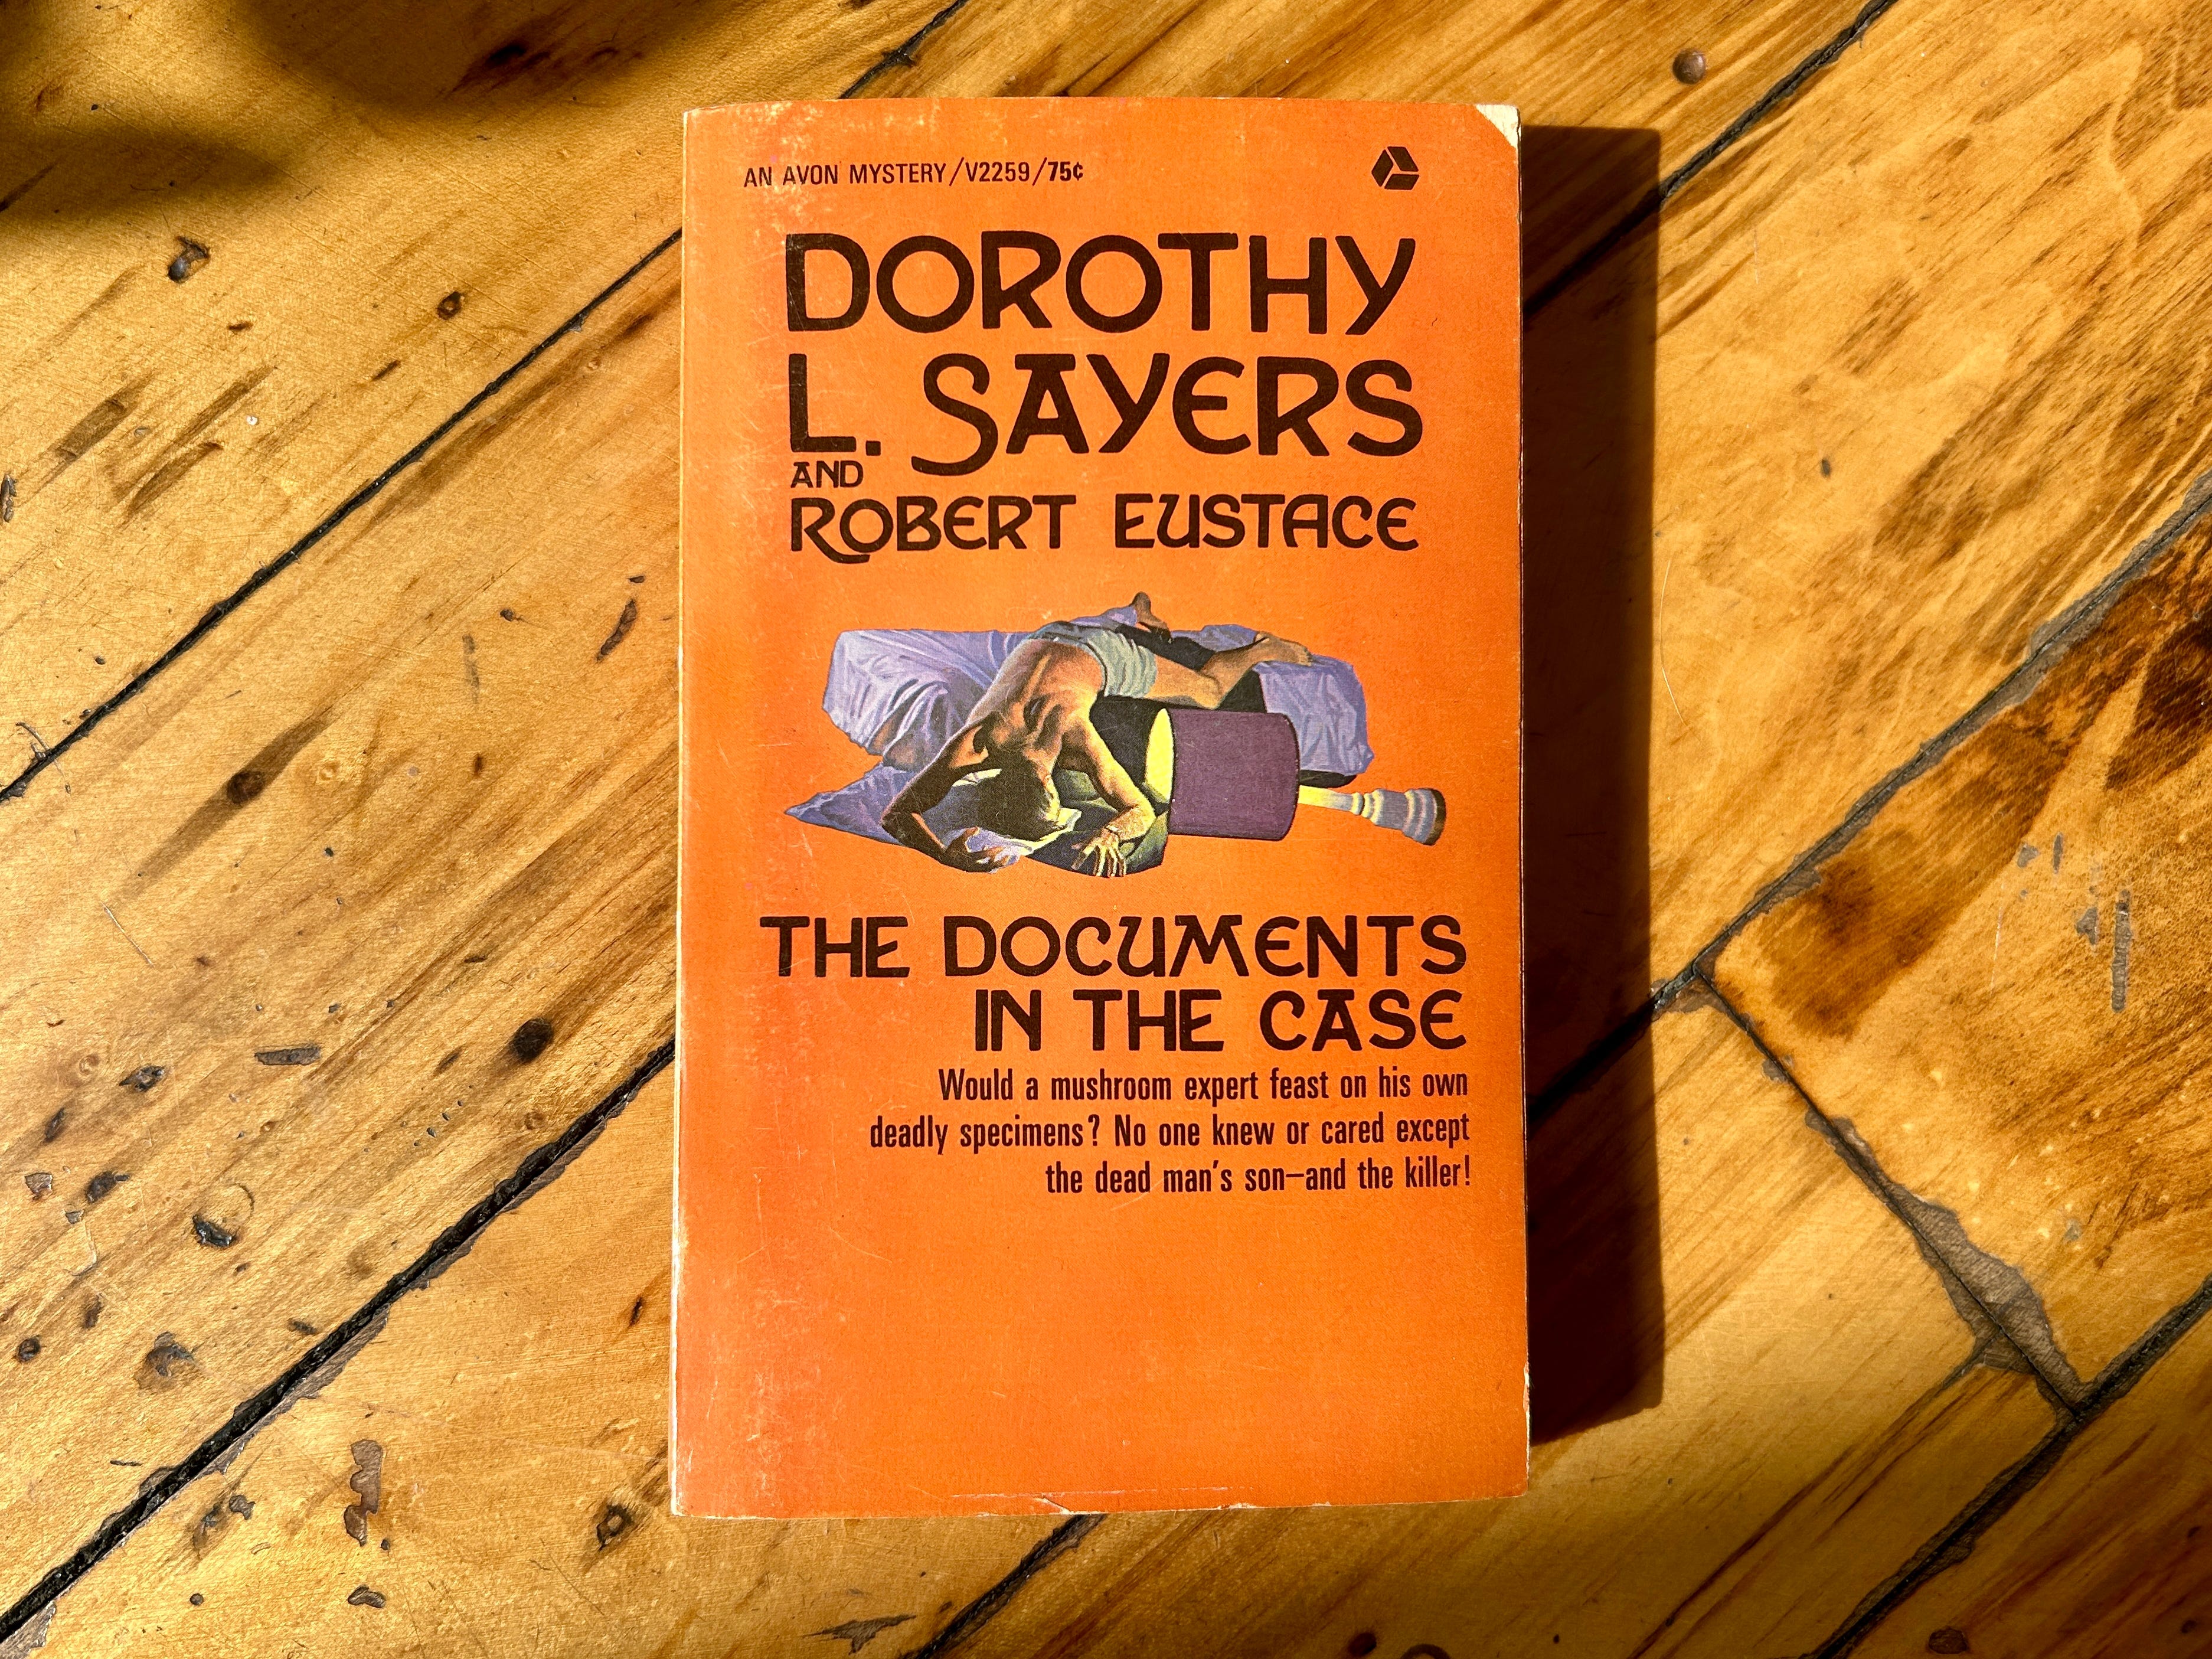 AN AVON MYSTERY/V2259/75¢
DOROTHY
L. SAYERS
AND
ROBERT EUSTACE
THE DOCUMENTS
IN THE CASE
Would a mushroom expert feast on his own
deadly specimens? No one knew or cared except
the dead man's son—and the killer!